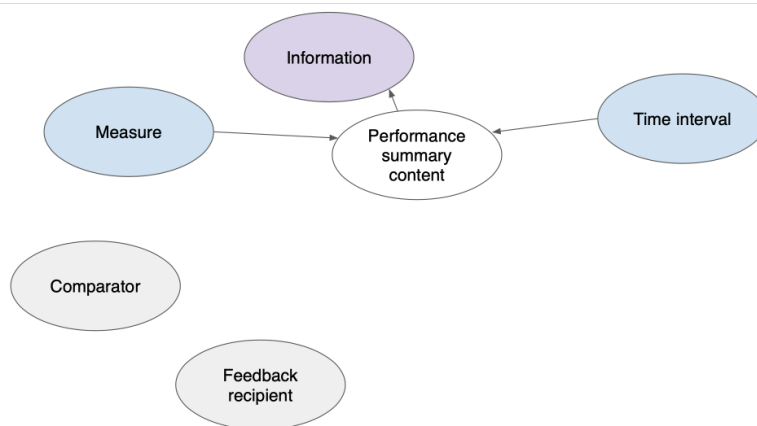 Information
Measure
Performance
summary
content
Time interval
Comparator
Feedback
recipient